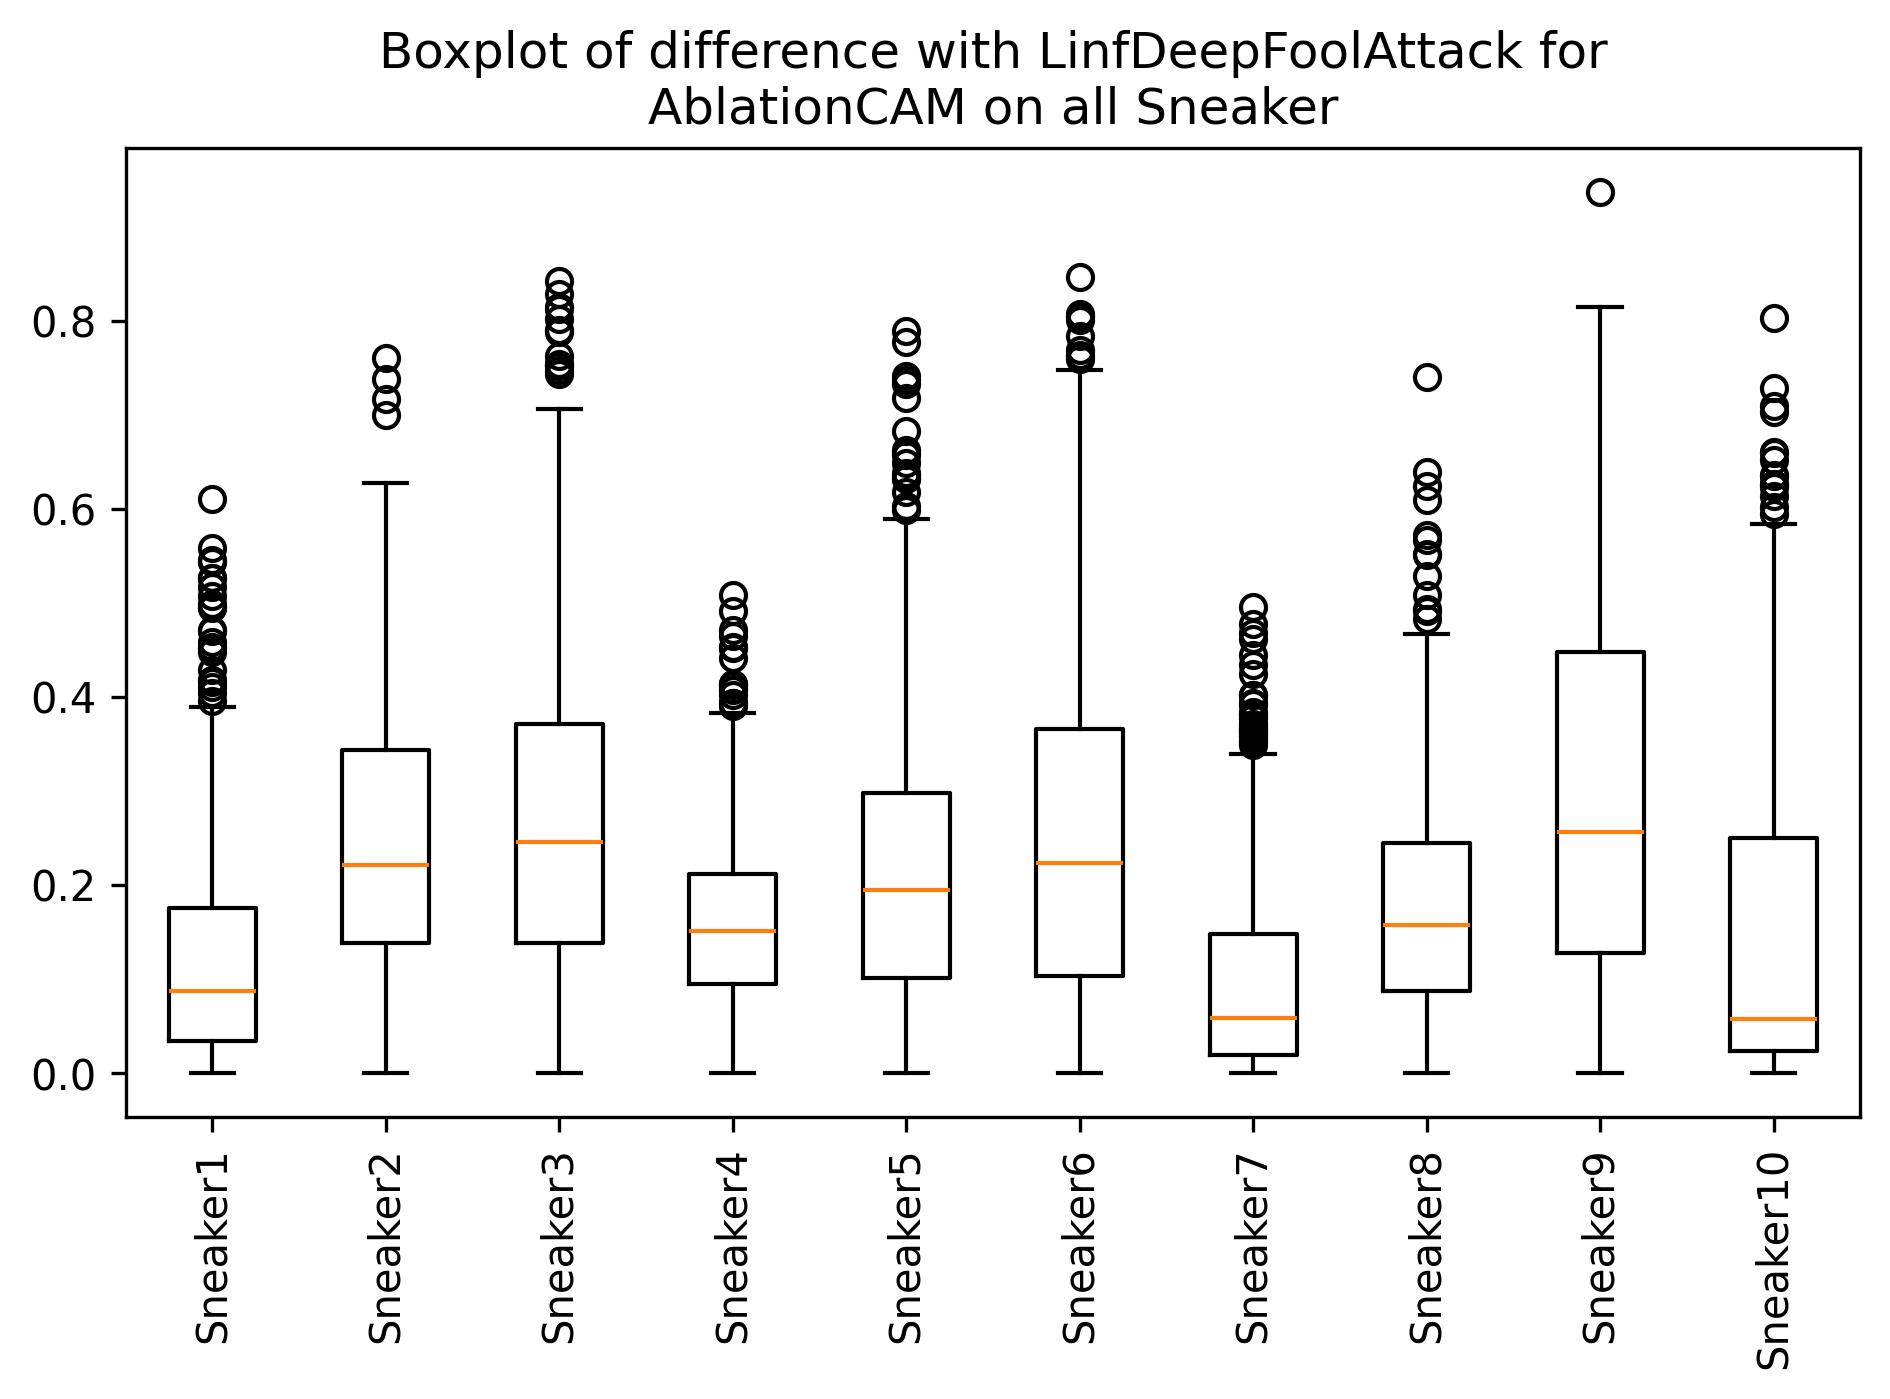 Boxplot of difference with LinfDeepFoolAttack for
AblationCAM on all Sneaker
0.8
0.6
0.4
0.2
0.0
Sneaker1
Sneaker2
Sneaker3
Sneaker4
Sneaker5
Sneaker6
Sneaker7
Sneaker8
Sneaker9
Sneaker10